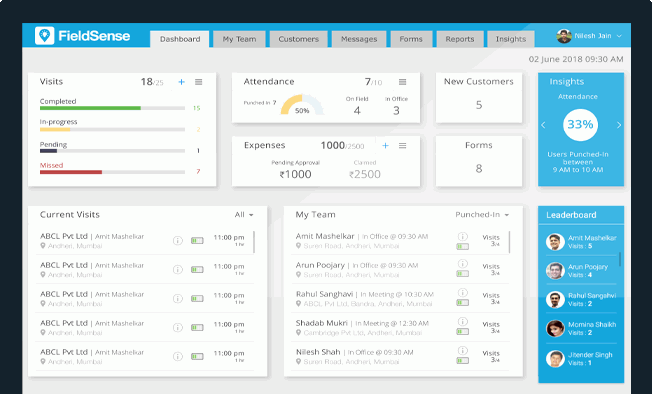 FieldSense
Dashboard
My Team
Customers
Messages
Forms
Reports
Insights
Nilesh Jain
02 June 2018 09:30 AM
Visits
18/25
Completed
15
In-progress
2
Pending
1
Missed
7
Attendance
7/10
Punched In 7
50%
On Field
4
In Office
3
Expenses
1000/2500
Pending Approval
₹1000
Claimed
₹2500
New Customers
5
Forms
8
Insights
Attendance
33%
Users Punched-In
between
9 AM to 10 AM
Current Visits
All
ABCL Pvt Ltd | Amit Mashelkar
Andheri, Mumbai
11:00 pm
1 hr
ABCL Pvt Ltd | Amit Mashelkar
Andheri, Mumbai
11:00 pm
1 hr
ABCL Pvt Ltd | Amit Mashelkar
Andheri, Mumbai
11:00 pm
1 hr
ABCL Pvt Ltd | Amit Mashelkar
Andheri, Mumbai
11:00 pm
1 hr
ABCL Pvt Ltd | Amit Mashelkar
Andheri, Mumbai
11:00 pm
1 hr
My Team
Punched-In
Amit Mashelkar | In Office @ 09:30 AM
Suren Road, Andheri, Mumbai
Visits
3/4
Arun Poojary | In Office @ 09:30 AM
Suren Road, Andheri, Mumbai
Visits
3/4
Rahul Sanghavi | In Meeting @ 10:30 AM
ABCL, Pvt Ltd, Bandra, Andheri, Mumbai
Visits
3/4
Shadab Mukri | In Meeting @ 12:30 AM
Cambridge Pvt Ltd, Andheri, Mumbai
Visits
3/4
Nilesh Shah | In Office @ 09:30 AM
Suren Road, Andheri, Mumbai
Visits
3/4
Leaderboard
Amit Mashelkar
Visits : 5
Arun Poojary
Visits : 4
Rahul Sangahvi
Visits : 2
Momina Shaikh
Visits : 2
Jitender Singh
Visits : 1